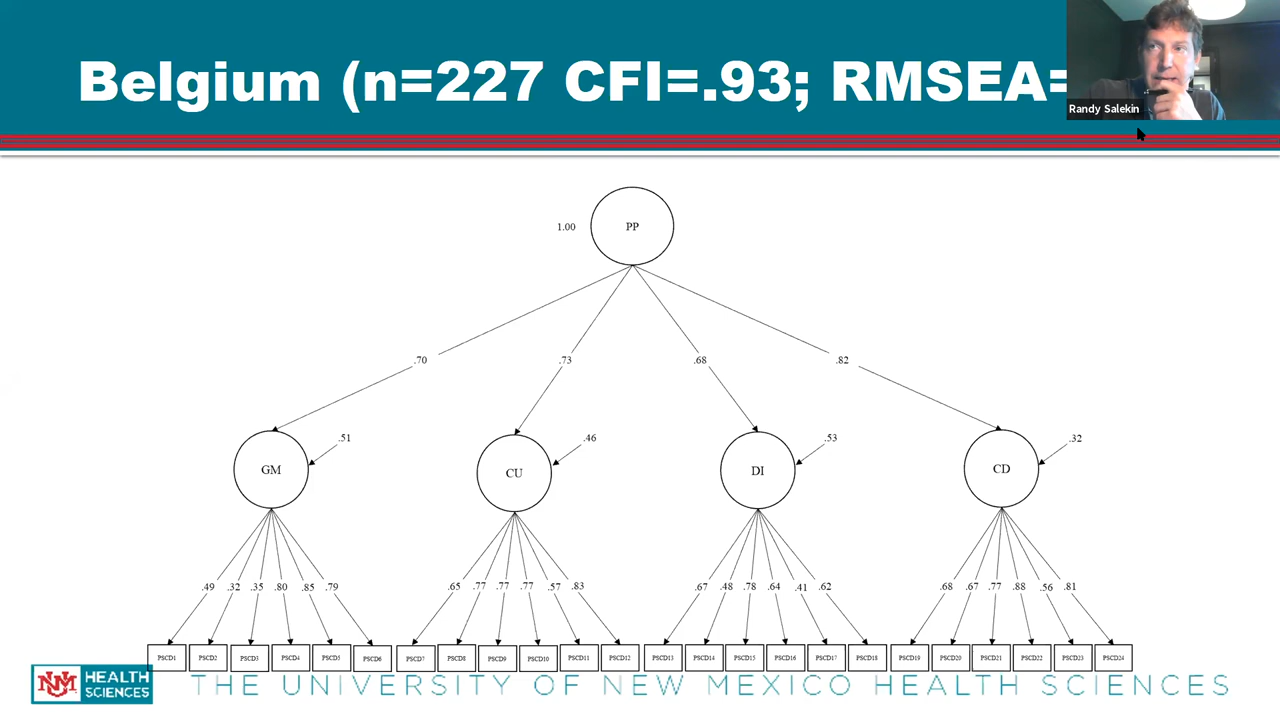 Belgium (n=227 CFI=.93; RMSEA=
Randy Salekin
1.00
PP
.70
.73
.68
.82
.51
.46
.53
.32
GM
CU
DI
CD
.49 .32 .35 .80 .85 .79
.65 .77 .77 .77 .57 .83
.67 .48 .78 .64 .41 .62
.68 .67 .77 .88 .56 .81
PSCD1 PSCD2 PSCD3 PSCD4 PSCD5 PSCD6 PSCD7 PSCD8 PSCD9 PSCD10 PSCD11 PSCD12 PSCD13 PSCD14 PSCD15 PSCD16 PSCD17 PSCD18 PSCD19 PSCD20 PSCD21 PSCD22 PSCD23 PSCD24
UNM HEALTH
SCIENCES
THE UNIVERSITY OF NEW MEXICO HEALTH SCIENCES